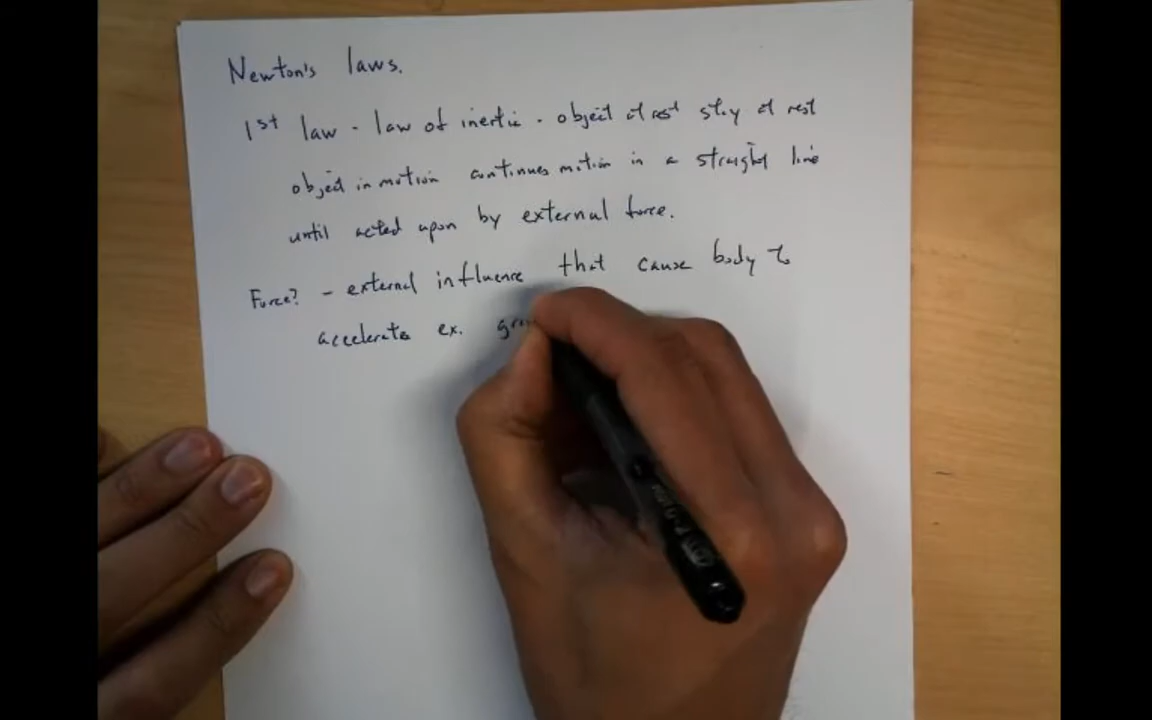 Newton's laws.
1st law - law of inertia - object at rest stay at rest
object in motion continues motion in a straight line
until acted upon by external force.
Force? - external influence that cause body to
accelerate ex. gra